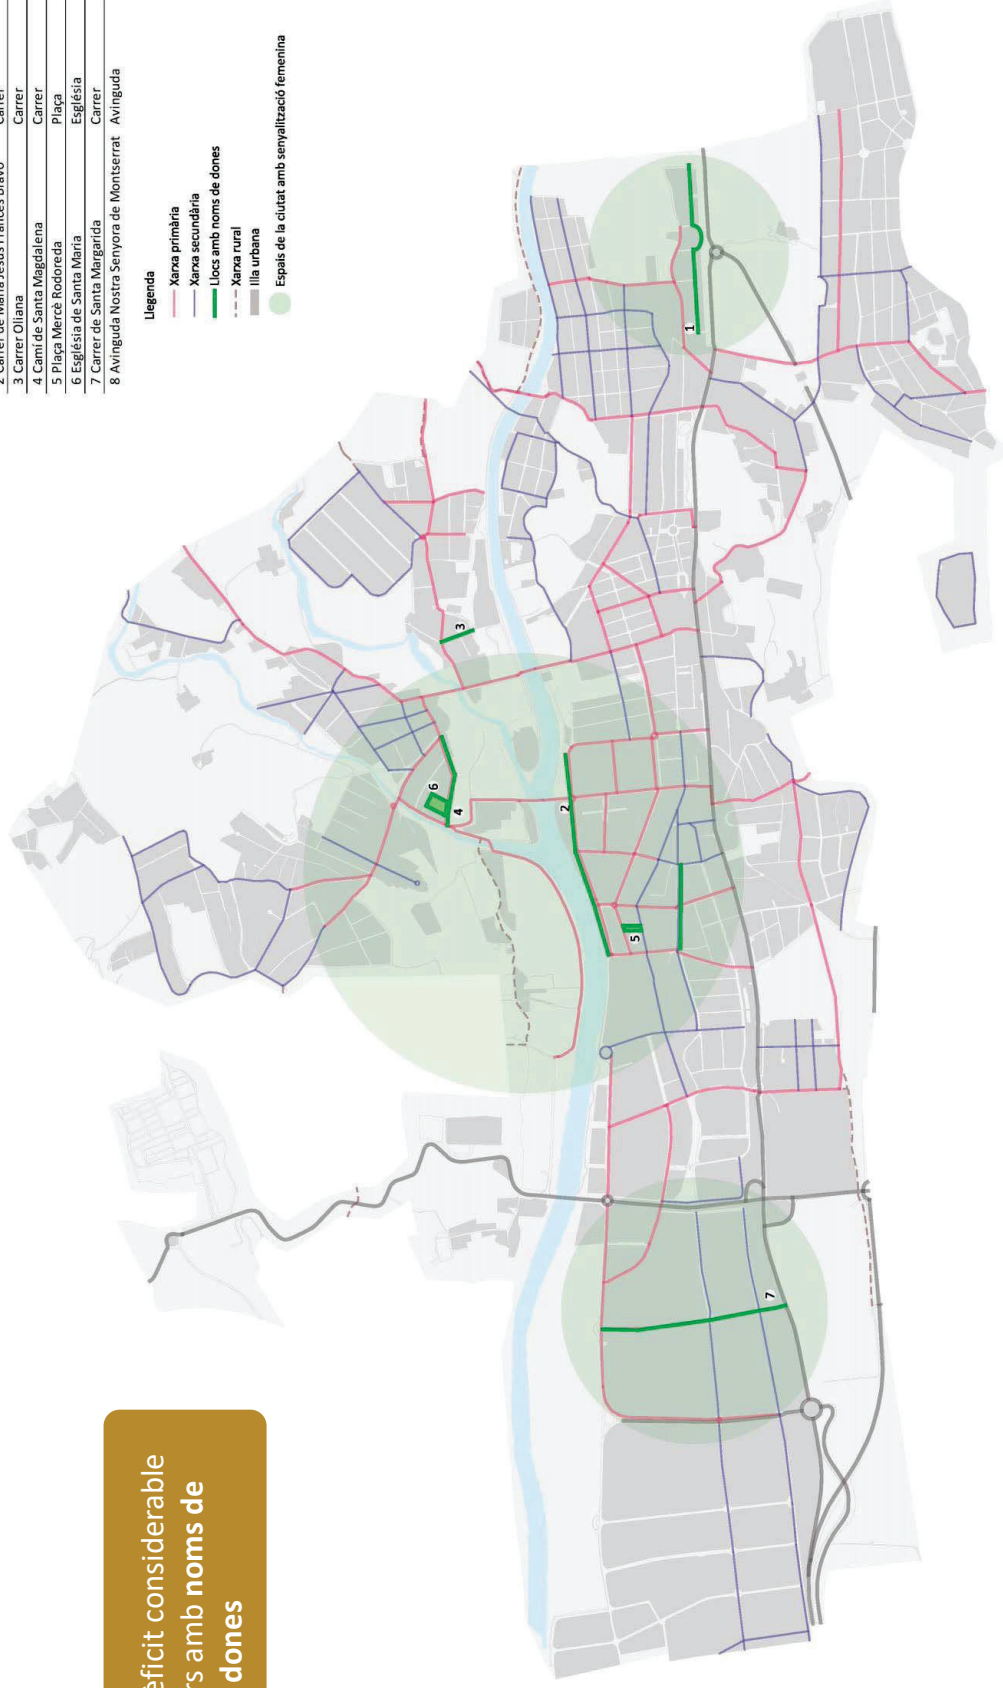 èficit considerable
rs amb noms de
dones
2 Carrer de Maria Jesús Francés Bravo Carrer
3 Carrer Oliana Carrer
4 Camí de Santa Magdalena Carrer
5 Plaça Mercè Rodoreda Plaça
6 Església de Santa Maria Església
7 Carrer de Santa Margarida Carrer
8 Avinguda Nostra Senyora de Montserrat Avinguda
Llegenda
Xarxa primària
Xarxa secundària
Llocs amb noms de dones
Xarxa rural
Illa urbana
Espais de la ciutat amb senyalització femenina
6
4
3
2
5
1
7